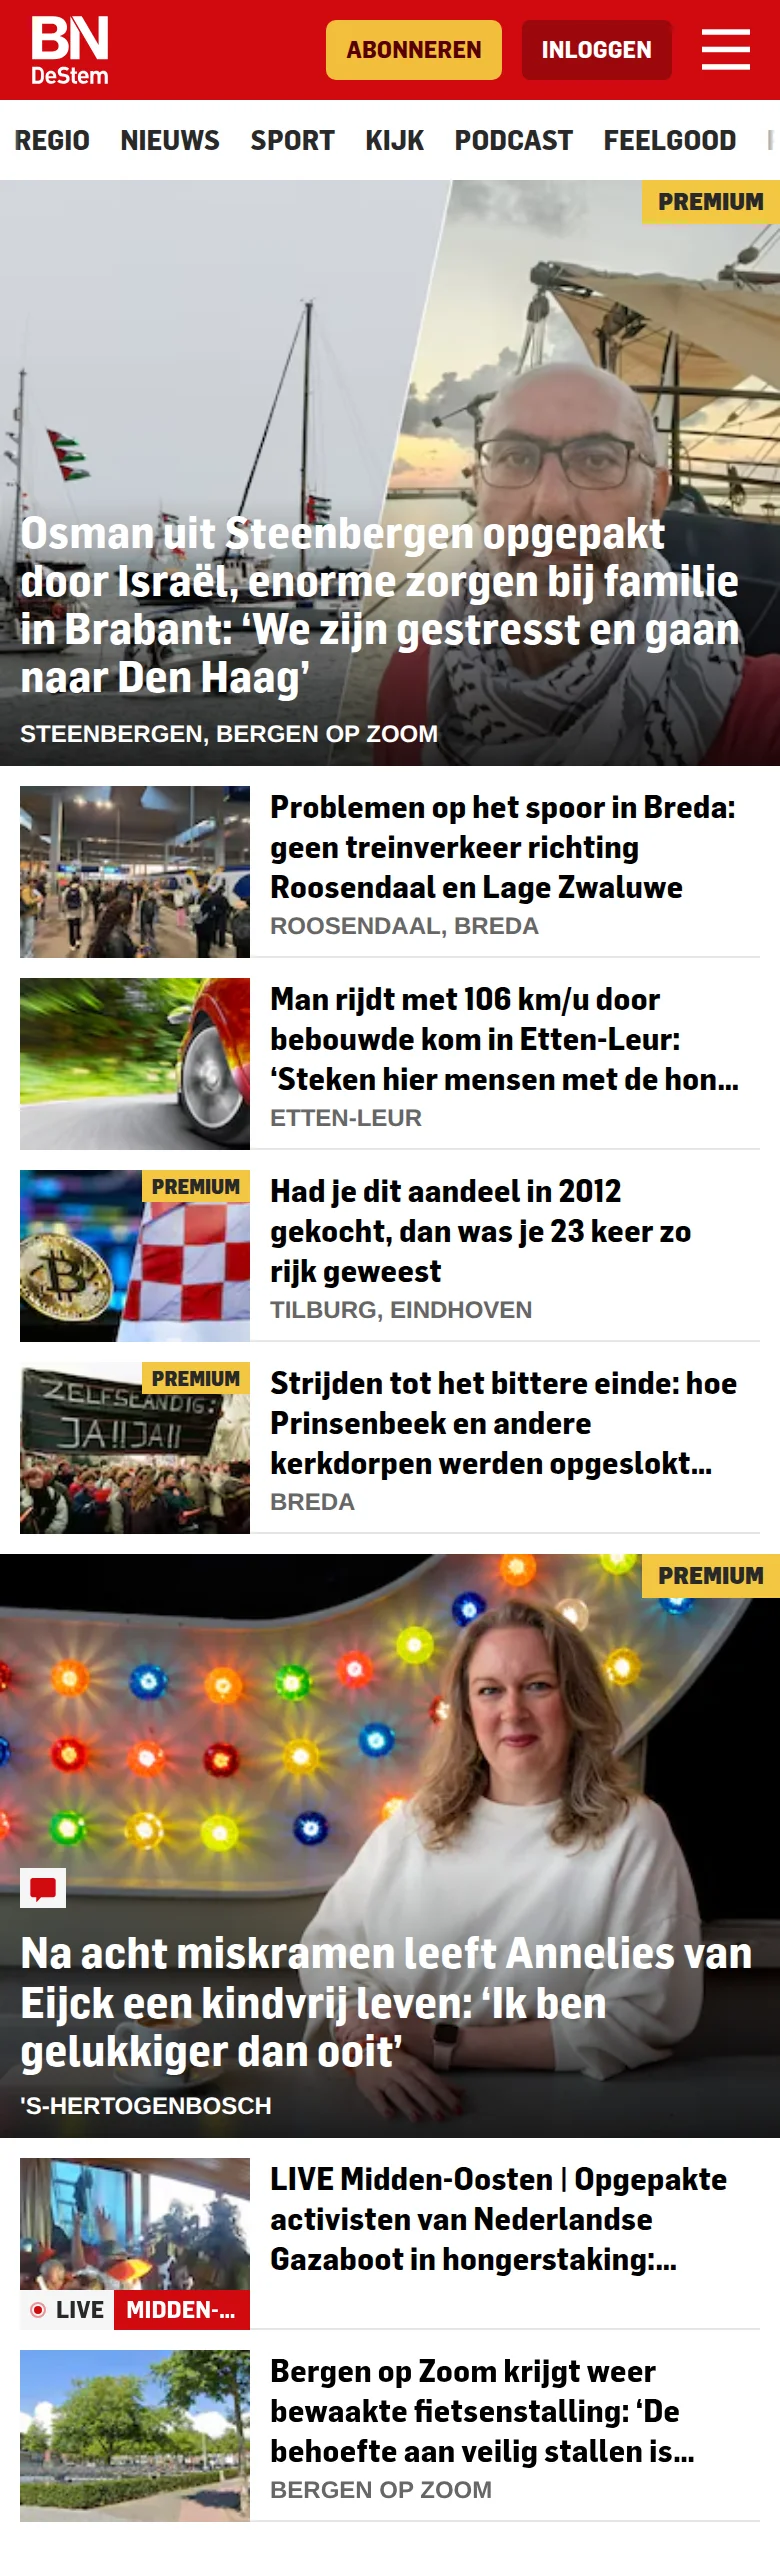 BN
DeStem
ABONNEREN
INLOGGEN
REGIO NIEUWS SPORT KIJK PODCAST FEELGOOD
PREMIUM
Osman uit Steenbergen opgepakt
door Israël, enorme zorgen bij familie
in Brabant: ‘We zijn gestresst en gaan
naar Den Haag’
STEENBERGEN, BERGEN OP ZOOM
Problemen op het spoor in Breda:
geen treinverkeer richting
Roosendaal en Lage Zwaluwe
ROOSENDAAL, BREDA
Man rijdt met 106 km/u door
bebouwde kom in Etten-Leur:
‘Steken hier mensen met de hon...
ETTEN-LEUR
PREMIUM
Had je dit aandeel in 2012
gekocht, dan was je 23 keer zo
rijk geweest
TILBURG, EINDHOVEN
PREMIUM
ZELFSTANDIG:
JA!!JA!!
Strijden tot het bittere einde: hoe
Prinsenbeek en andere
kerkdorpen werden opgeslokt...
BREDA
PREMIUM
Na acht miskramen leeft Annelies van
Eijck een kindvrij leven: ‘Ik ben
gelukkiger dan ooit’
'S-HERTOGENBOSCH
LIVE MIDDEN-...
LIVE Midden-Oosten | Opgepakte
activisten van Nederlandse
Gazaboot in hongerstaking:...
Bergen op Zoom krijgt weer
bewaakte fietsenstalling: ‘De
behoefte aan veilig stallen is...
BERGEN OP ZOOM